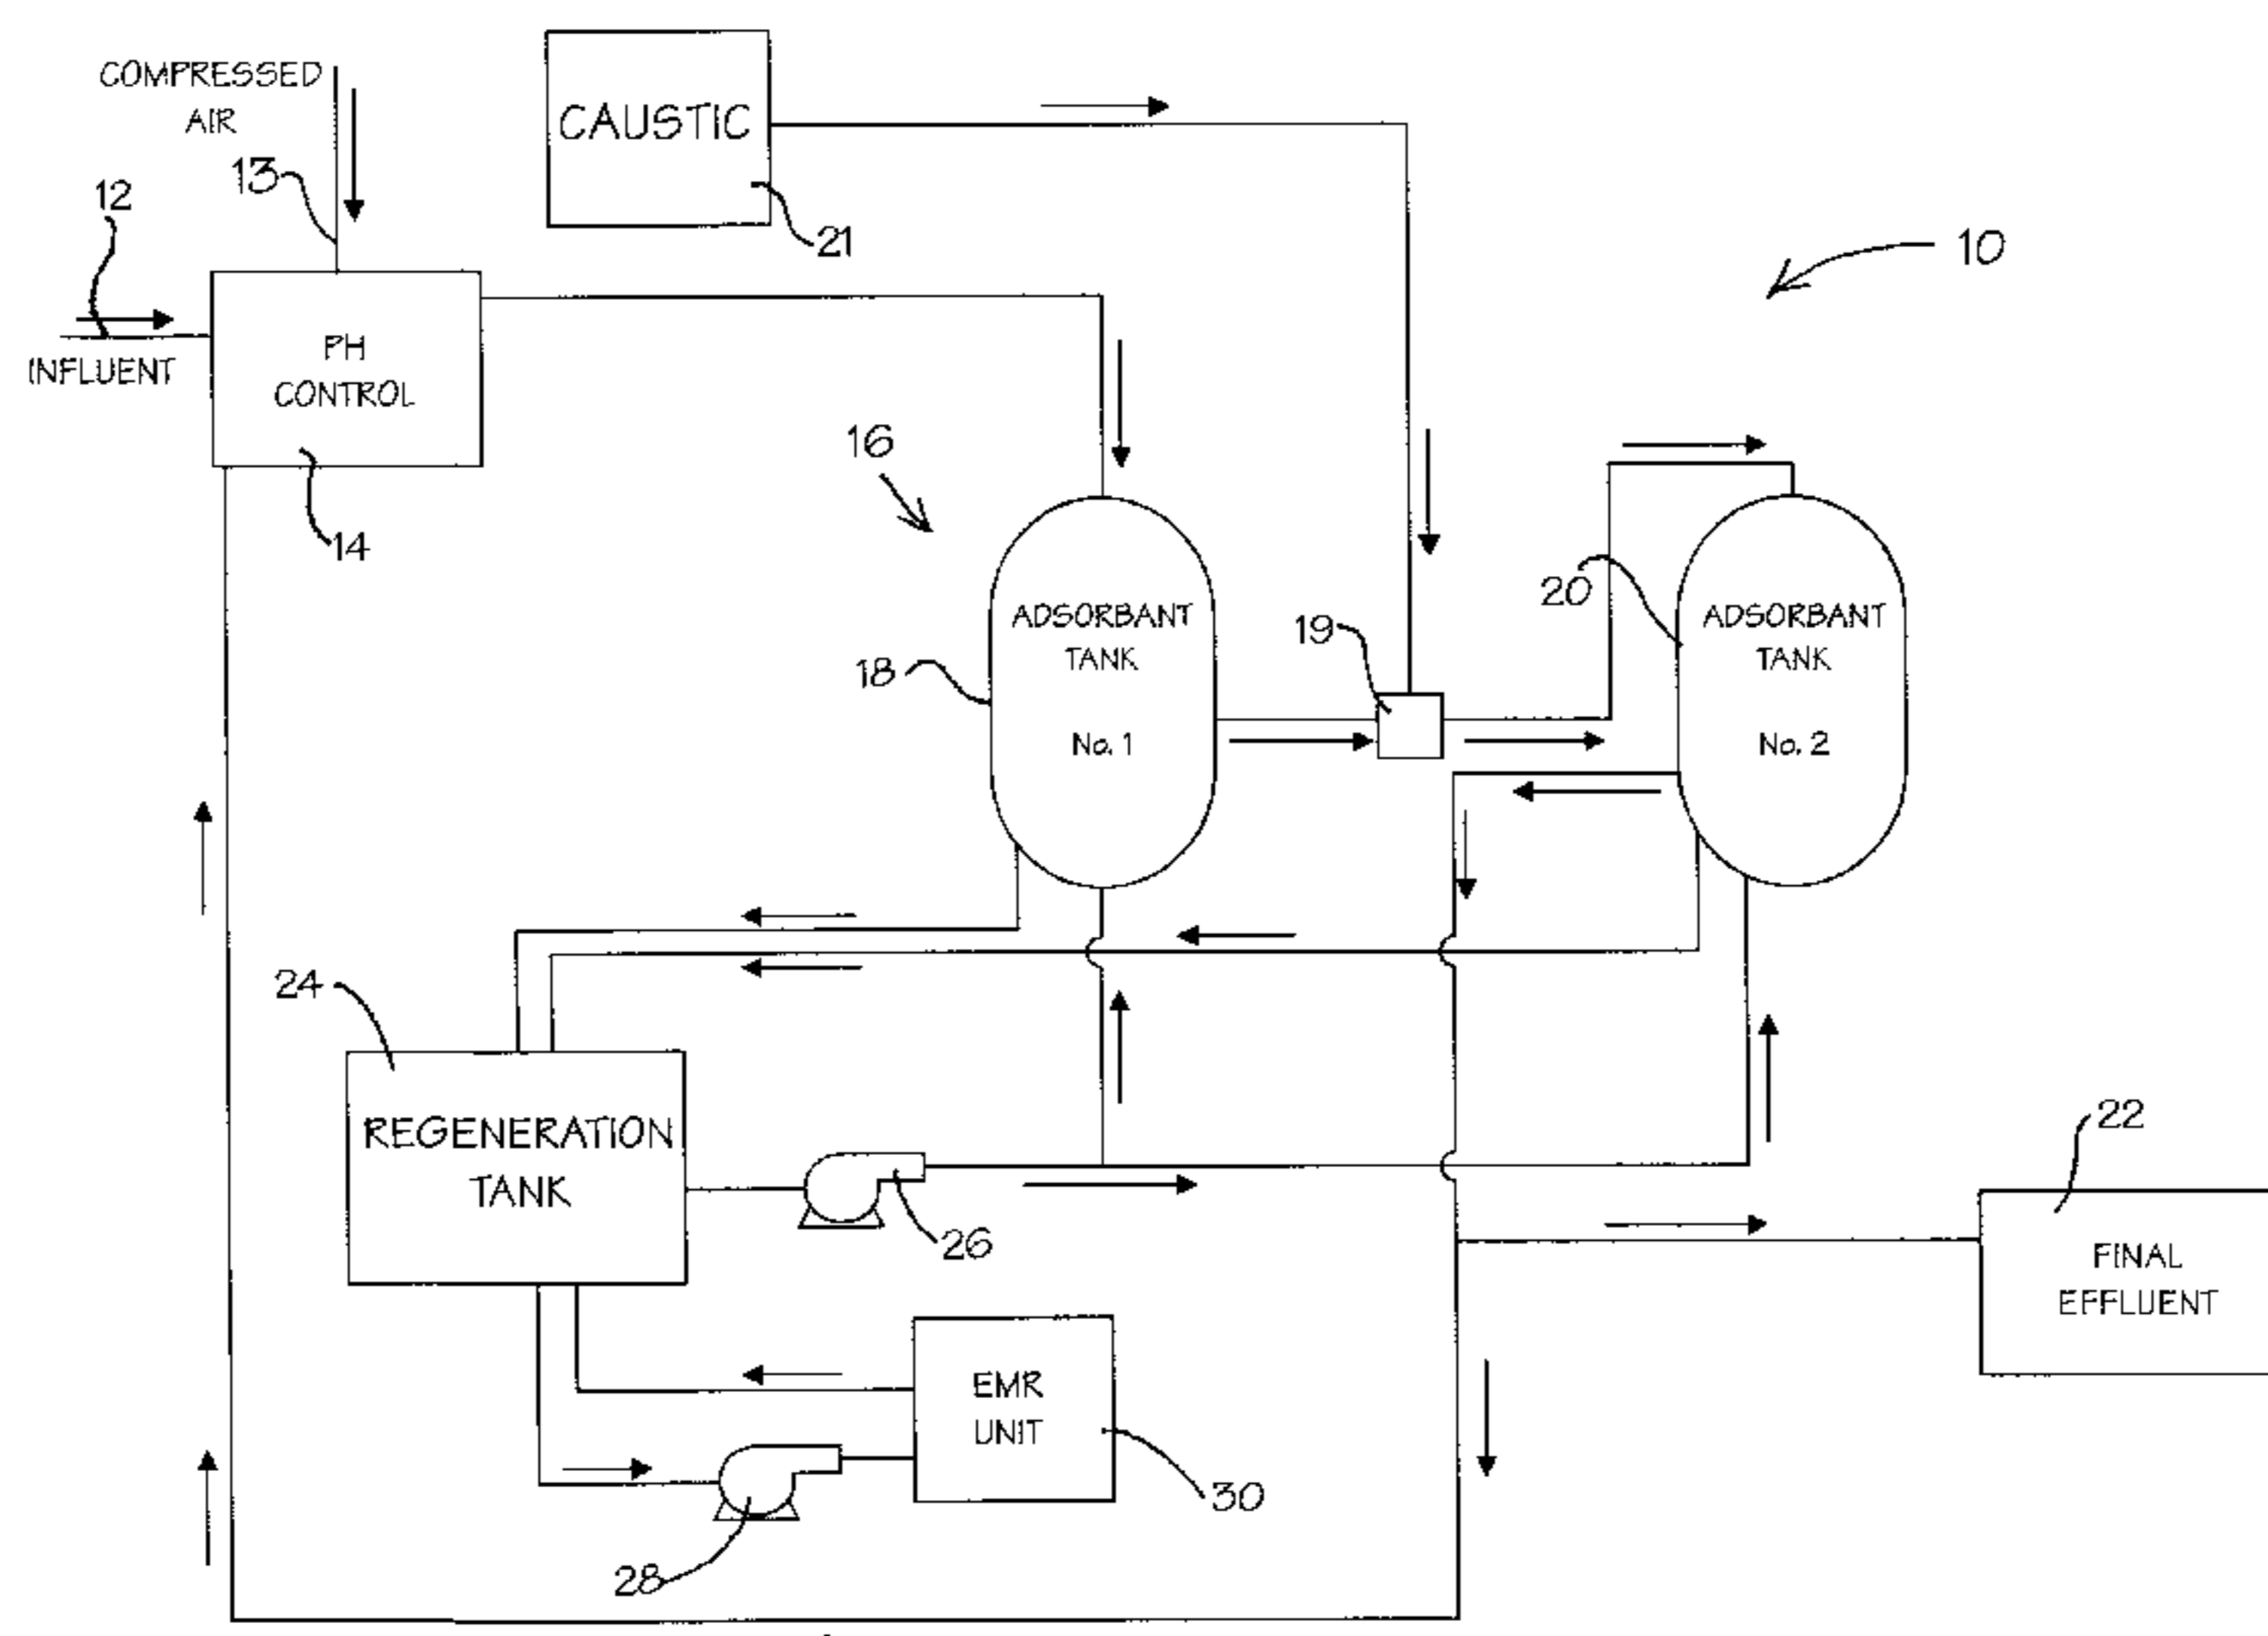 COMPRESSED
AIR
13
12
INFLUENT
PH
CONTROL
14
CAUSTIC
21
10
16
ADSORBANT
TANK
No. 1
18
19
20
ADSORBANT
TANK
No. 2
24
REGENERATION
TANK
26
22
FINAL
EFFLUENT
EMR
UNIT
30
28